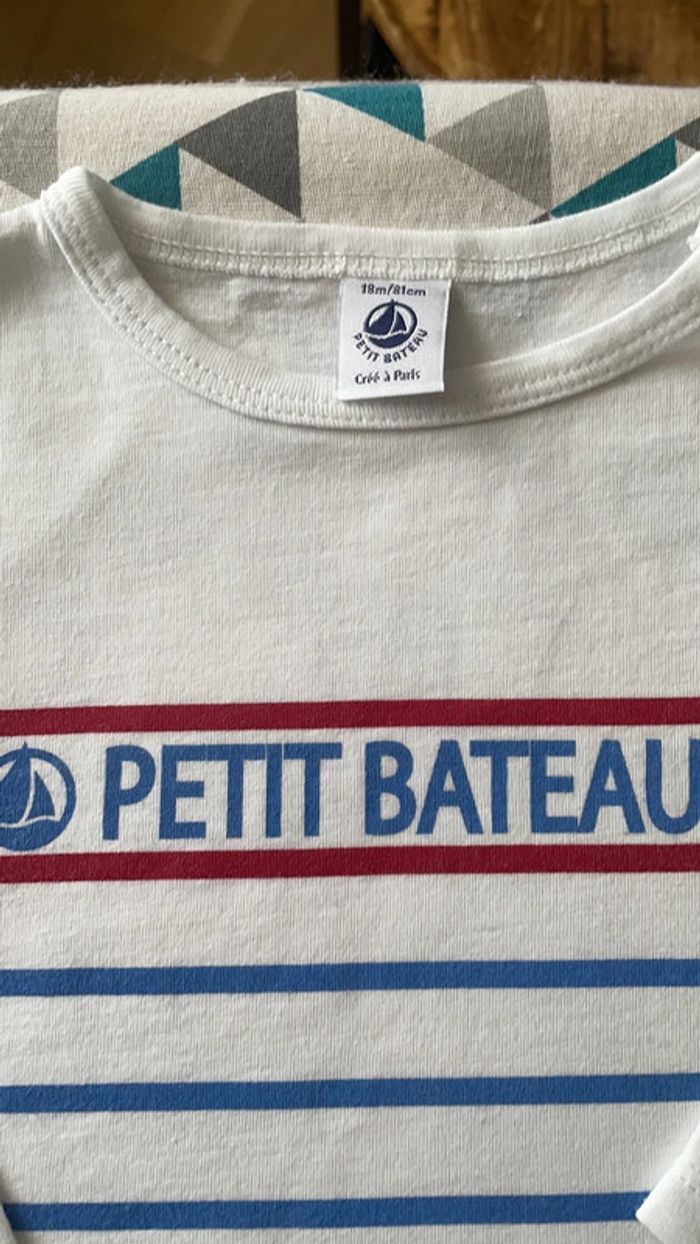 18m/81cm
PETIT BATEAU
Créé à Paris
PETIT BATEAU